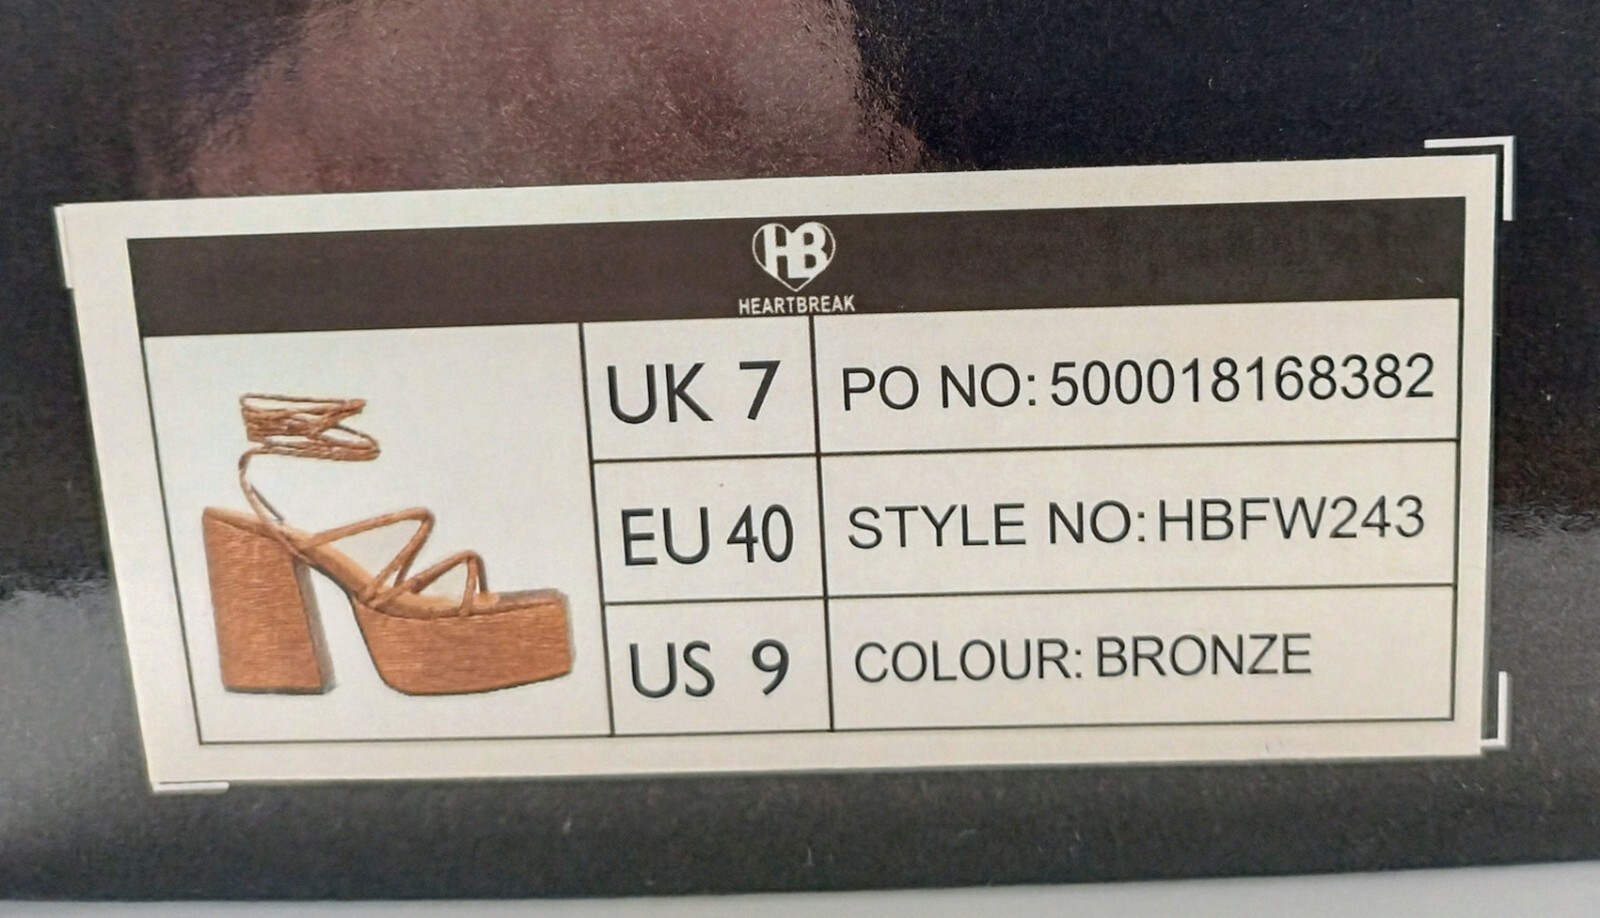 HB
HEARTBREAK
UK 7
PO NO: 500018168382
EU 40
STYLE NO: HBFW243
US 9
COLOUR: BRONZE